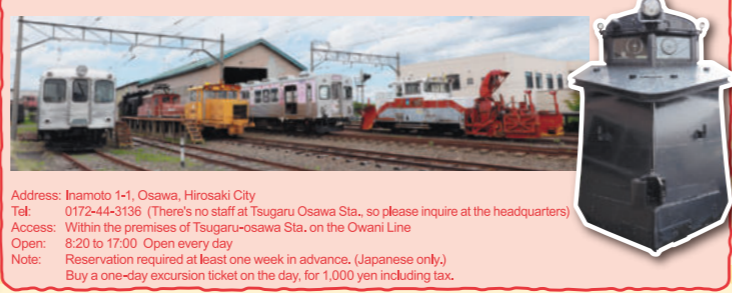 Address: Inamoto 1-1, Osawa, Hirosaki City
Tel: 0172-44-3136 (There's no staff at Tsugaru Osawa Sta., so please inquire at the headquarters)
Access: Within the premises of Tsugaru-osawa Sta. on the Owani Line
Open: 8:20 to 17:00 Open every day
Note: Reservation required at least one week in advance. (Japanese only.)
Buy a one-day excursion ticket on the day, for 1,000 yen including tax.